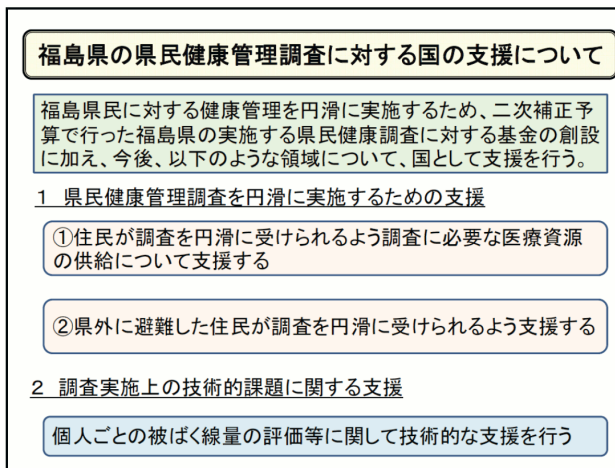 福島県の県民健康管理調査に対する国の支援について
福島県民に対する健康管理を円滑に実施するため、二次補正予
算で行った福島県の実施する県民健康調査に対する基金の創設
に加え、今後、以下のような領域について、国として支援を行う。
１　県民健康管理調査を円滑に実施するための支援
①住民が調査を円滑に受けられるよう調査に必要な医療資源
の供給について支援する
②県外に避難した住民が調査を円滑に受けられるよう支援する
２　調査実施上の技術的課題に関する支援
個人ごとの被ばく線量の評価等に関して技術的な支援を行う